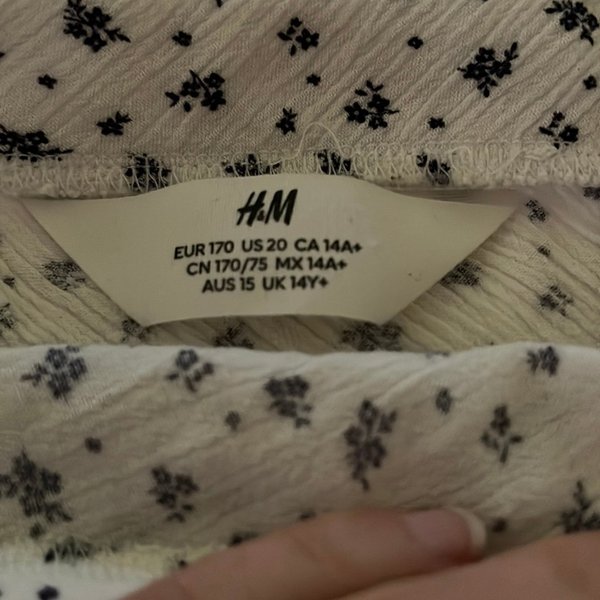 H&M
EUR 170 US 20 CA 14A+
CN 170/75 MX 14A+
AUS 15 UK 14Y+